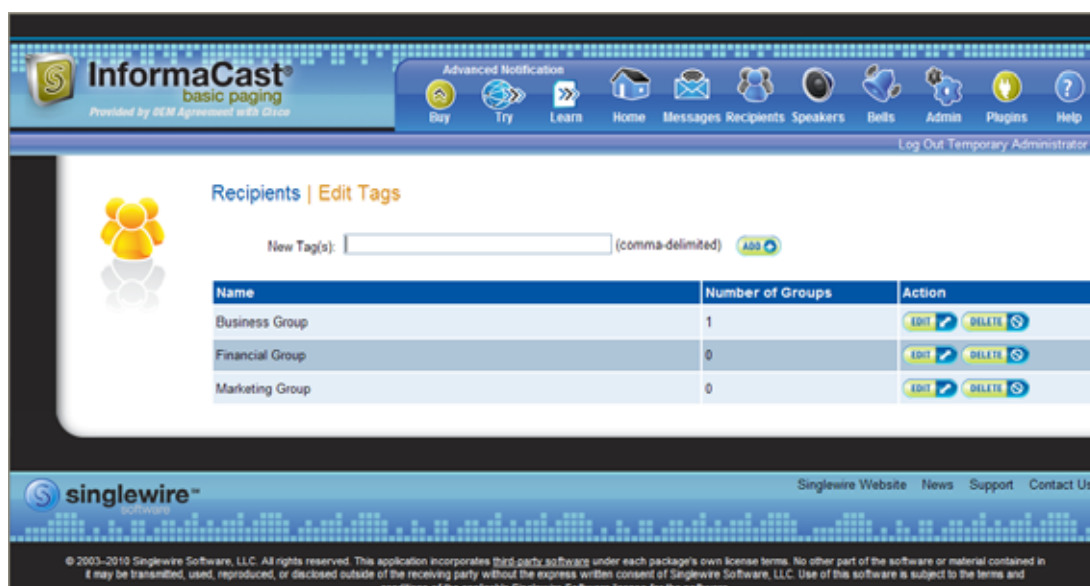 InformaCast®
basic paging
Provided by OEM Agreement with Cisco
Advanced Notification
Buy Try Learn Home Messages Recipients Speakers Bells Admin Plugins Help
Log Out Temporary Administrator
Recipients | Edit Tags
New Tag(s): (comma-delimited) ADD
Name Number of Groups Action
Business Group 1 EDIT DELETE
Financial Group 0 EDIT DELETE
Marketing Group 0 EDIT DELETE
singlewire™
software
Singlewire Website News Support Contact Us
© 2003-2010 Singlewire Software, LLC. All rights reserved. This application incorporates third-party software under each package's own license terms. No other part of the software or material contained in
it may be transmitted, used, reproduced, or disclosed outside of the receiving party without the express written consent of Singlewire Software, LLC. Use of this software is subject to the terms and